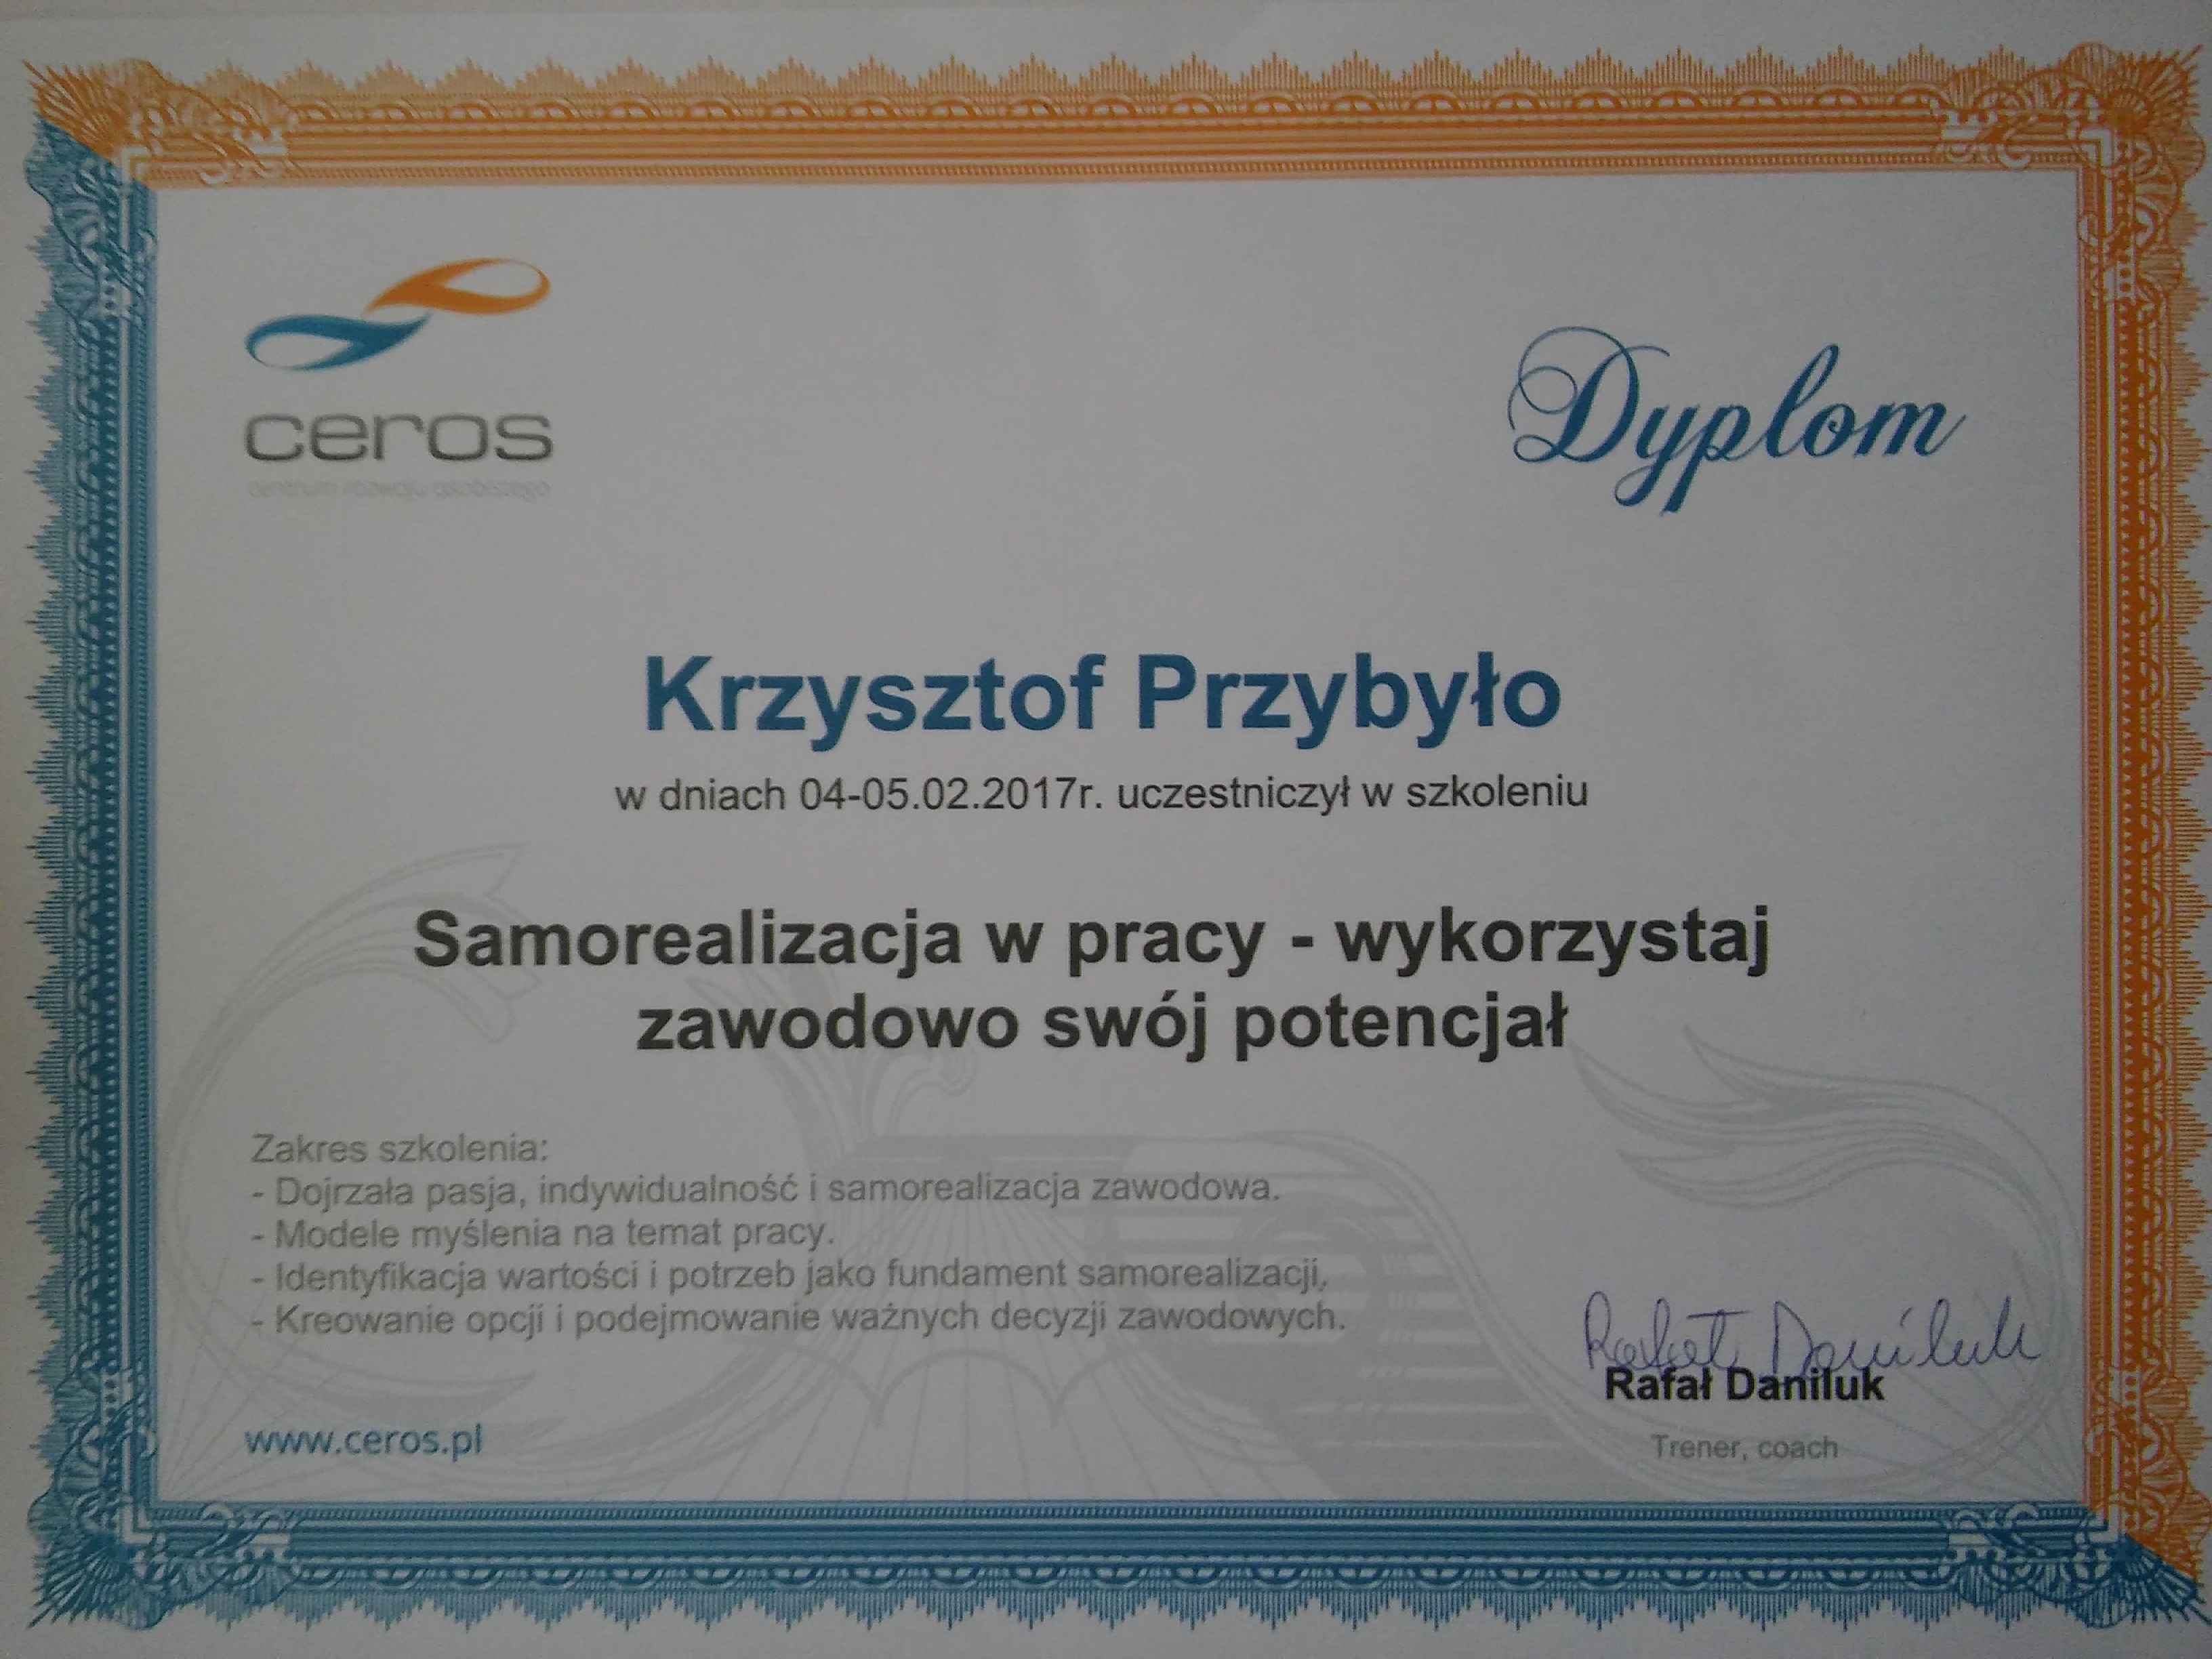 ceros
centrum rozwoju osobistego
Dyplom
Krzysztof Przybyło
w dniach 04-05.02.2017r. uczestniczył w szkoleniu
Samorealizacja w pracy - wykorzystaj
zawodowo swój potencjał
Zakres szkolenia:
- Dojrzała pasja, indywidualność i samorealizacja zawodowa.
- Modele myślenia na temat pracy.
- Identyfikacja wartości i potrzeb jako fundament samorealizacji.
- Kreowanie opcji i podejmowanie ważnych decyzji zawodowych.
www.ceros.pl
Rafał Daniluk
Rafał Daniluk
Trener, coach